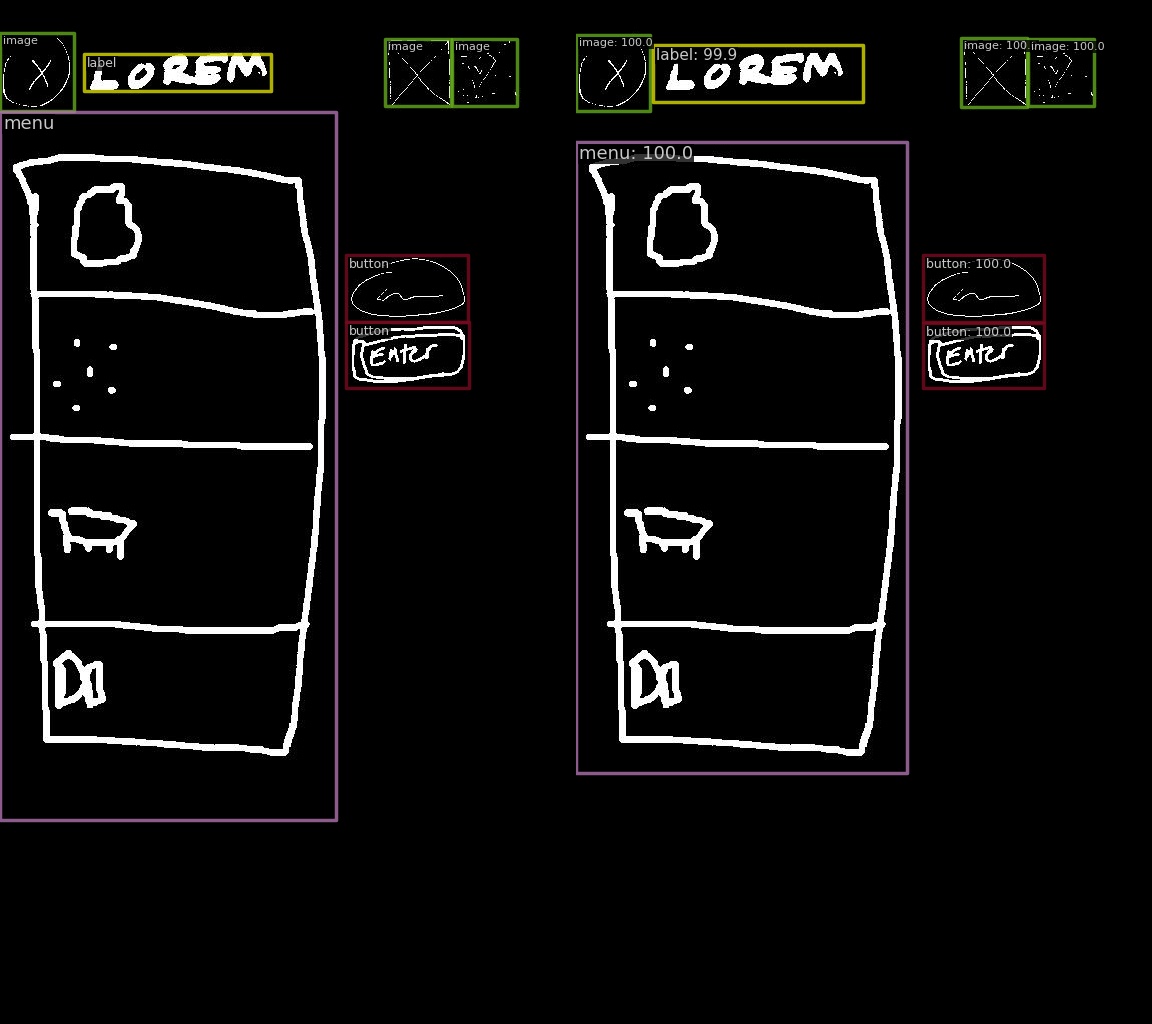 image
label
LOREM
image
image
image: 100.0
label: 99.9
LOREM
image: 100.0
image: 100.0
menu
menu: 100.0
button
button: 100.0
button
Enter
button: 100.0
Enter